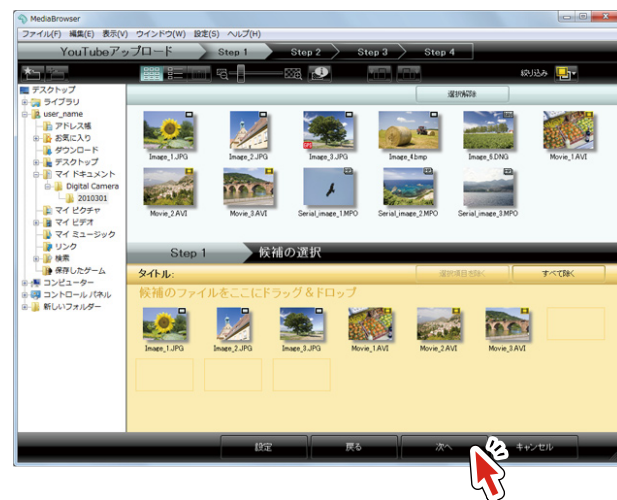 MediaBrowser
ファイル(F) 編集(E) 表示(V) ウインドウ(W) 設定(S) ヘルプ(H)
YouTubeアップロード Step 1 Step 2 Step 3 Step 4
絞り込み
デスクトップ
ライブラリ
user_name
アドレス帳
お気に入り
ダウンロード
デスクトップ
マイ ドキュメント
Digital Camera
2010301
マイ ピクチャ
マイ ビデオ
マイ ミュージック
リンク
検索
保存したゲーム
コンピューター
コントロール パネル
新しいフォルダー
選択解除
Image_1.JPG Image_2.JPG Image_3.JPG Image_4.bmp Image_6.DNG Movie_1.AVI
Movie_2.AVI Movie_3.AVI Serial_image_1.MPO Serial_image_2.MPO Serial_image_3.MPO
Step 1 候補の選択
タイトル: 選択項目を除く すべて除く
候補のファイルをここにドラッグ&ドロップ
Image_1.JPG Image_2.JPG Image_3.JPG Movie_1.AVI Movie_2.AVI Movie_3.AVI
設定 戻る 次へ キャンセル